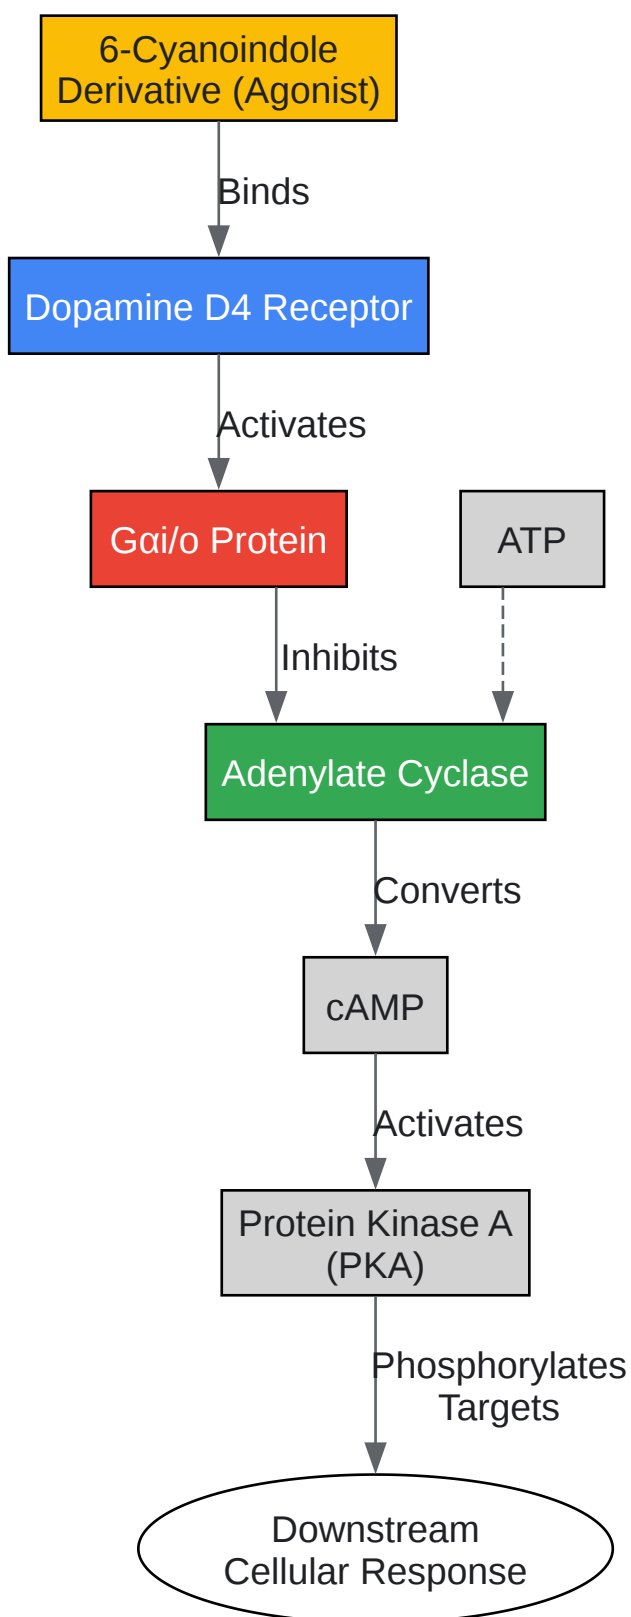 6-Cyanoindole
Derivative (Agonist)
Binds
Dopamine D4 Receptor
Activates
Gαi/o Protein
ATP
Inhibits
Adenylate Cyclase
Converts
cAMP
Activates
Protein Kinase A
(PKA)
Phosphorylates
Targets
Downstream
Cellular Response